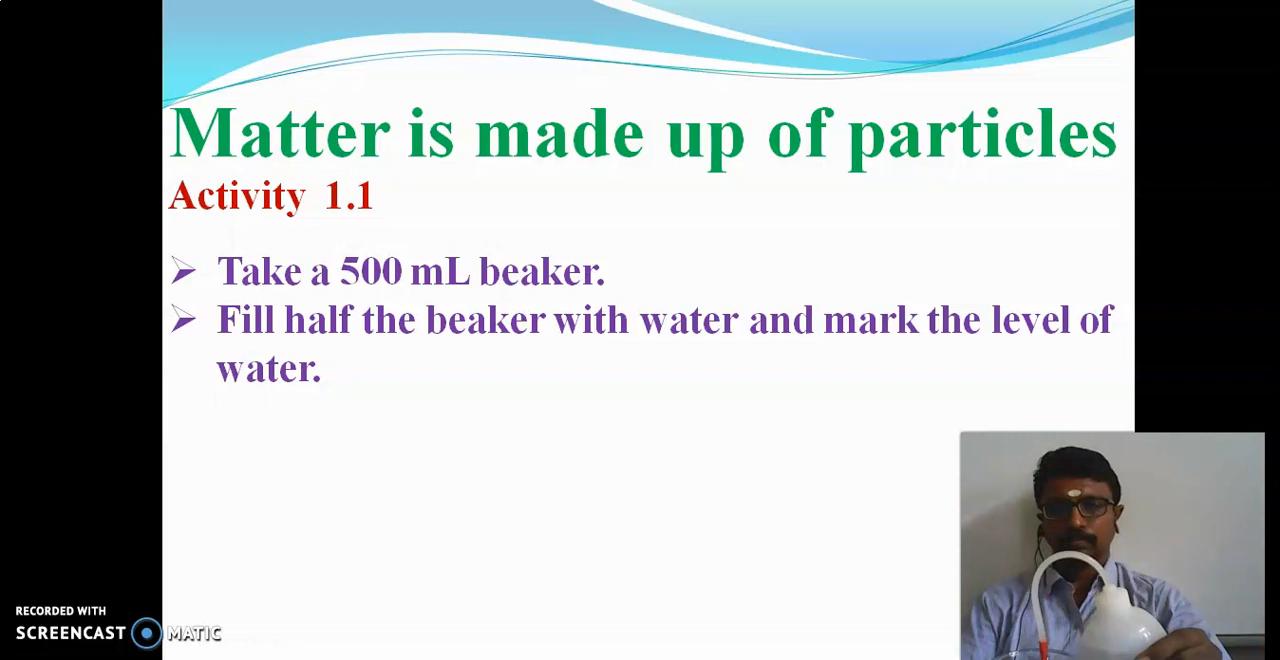 Matter is made up of particles
Activity 1.1
Take a 500 mL beaker.
Fill half the beaker with water and mark the level of
water.
RECORDED WITH
SCREENCAST MATIC